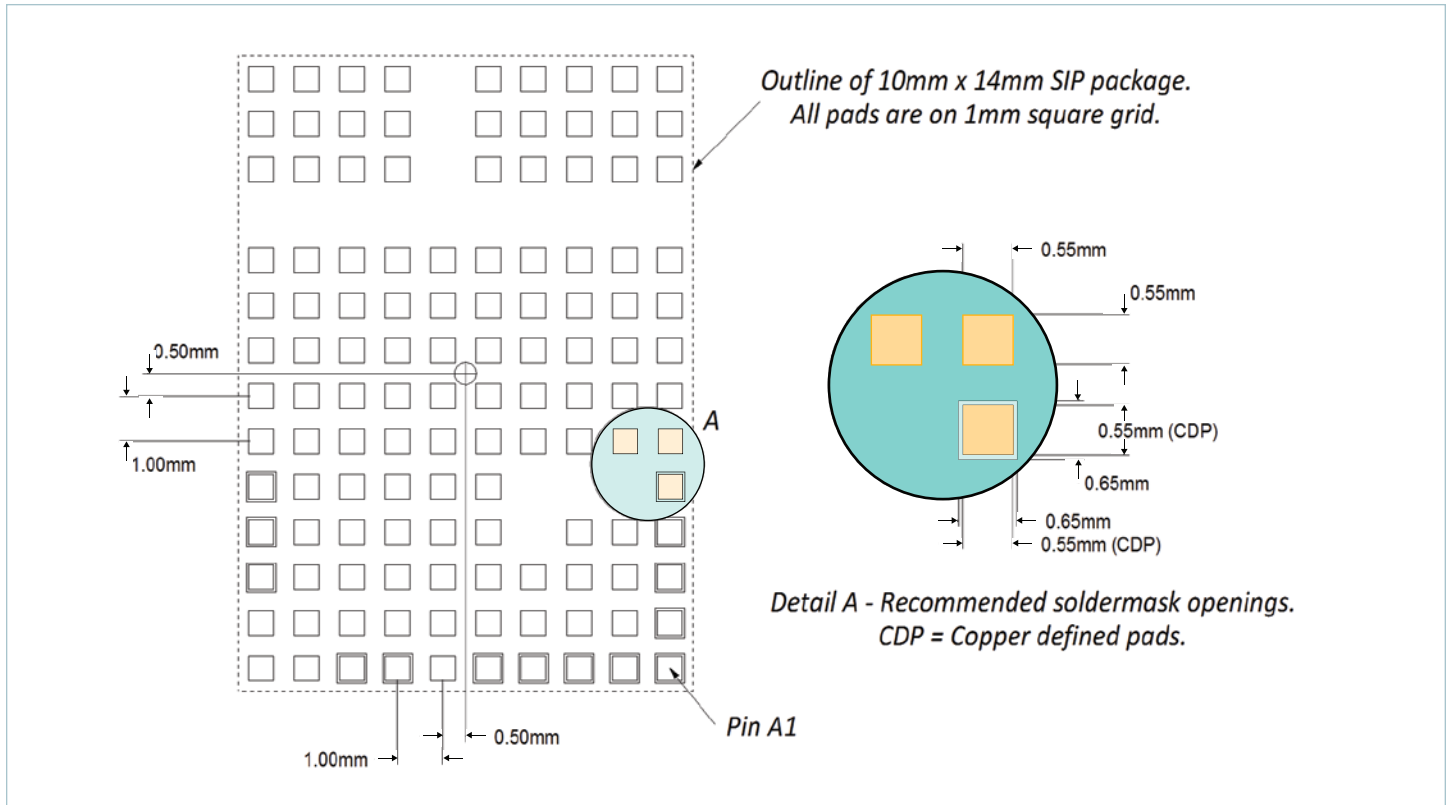 Outline of 10mm x 14mm SIP package.
All pads are on 1mm square grid.
0.55mm
0.55mm
0.50mm
A
0.55mm (CDP)
1.00mm
0.65mm
0.65mm
0.55mm (CDP)
Detail A - Recommended soldermask openings.
CDP = Copper defined pads.
Pin A1
0.50mm
1.00mm